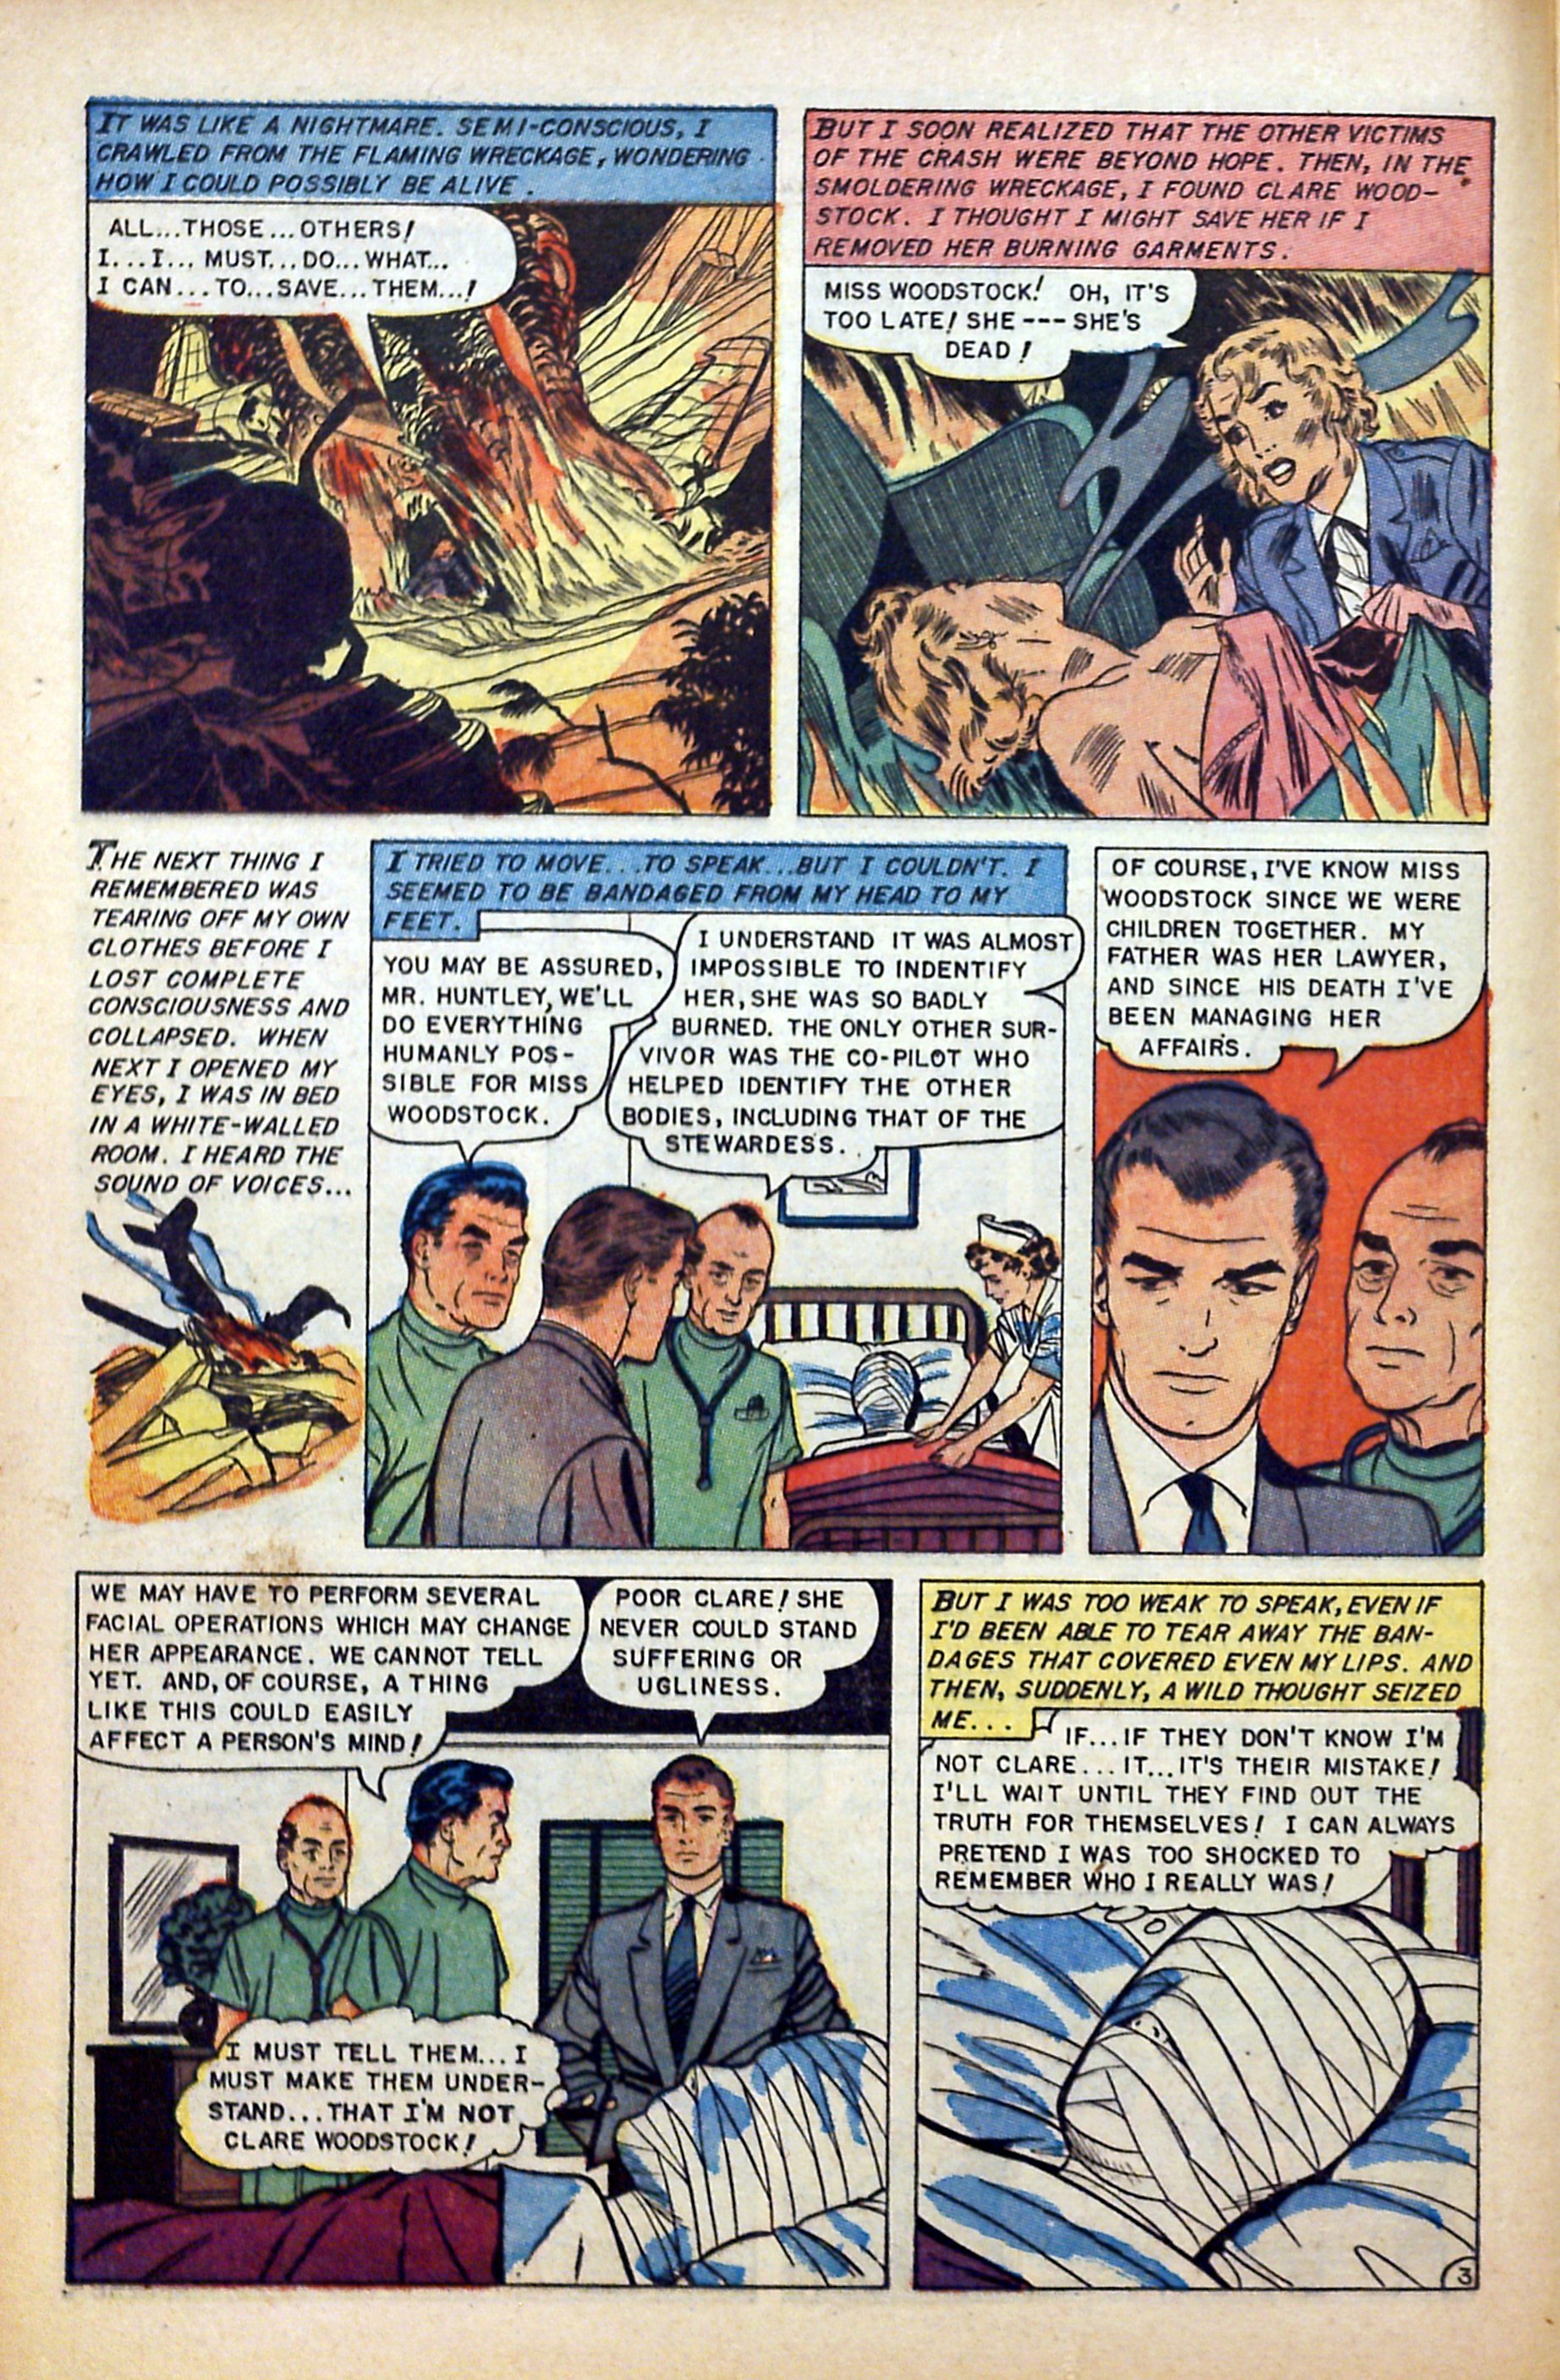 IT WAS LIKE A NIGHTMARE. SEMI-CONSCIOUS, I
CRAWLED FROM THE FLAMING WRECKAGE, WONDERING
HOW I COULD POSSIBLY BE ALIVE.
ALL...THOSE...OTHERS!
I...I... MUST...DO...WHAT...
I CAN...TO...SAVE...THEM...!
BUT I SOON REALIZED THAT THE OTHER VICTIMS
OF THE CRASH WERE BEYOND HOPE. THEN, IN THE
SMOLDERING WRECKAGE, I FOUND CLARE WOOD-
STOCK. I THOUGHT I MIGHT SAVE HER IF I
REMOVED HER BURNING GARMENTS.
MISS WOODSTOCK! OH, IT'S
TOO LATE! SHE --- SHE'S
DEAD!
THE NEXT THING I
REMEMBERED WAS
TEARING OFF MY OWN
CLOTHES BEFORE I
LOST COMPLETE
CONSCIOUSNESS AND
COLLAPSED. WHEN
NEXT I OPENED MY
EYES, I WAS IN BED
IN A WHITE-WALLED
ROOM. I HEARD THE
SOUND OF VOICES...
I TRIED TO MOVE...TO SPEAK...BUT I COULDN'T. I
SEEMED TO BE BANDAGED FROM MY HEAD TO MY
FEET.
YOU MAY BE ASSURED,
MR. HUNTLEY, WE'LL
DO EVERYTHING
HUMANLY POS-
SIBLE FOR MISS
WOODSTOCK.
I UNDERSTAND IT WAS ALMOST
IMPOSSIBLE TO INDENTIFY
HER, SHE WAS SO BADLY
BURNED. THE ONLY OTHER SUR-
VIVOR WAS THE CO-PILOT WHO
HELPED IDENTIFY THE OTHER
BODIES, INCLUDING THAT OF THE
STEWARDESS..
OF COURSE, I'VE KNOW MISS
WOODSTOCK SINCE WE WERE
CHILDREN TOGETHER. MY
FATHER WAS HER LAWYER,
AND SINCE HIS DEATH I'VE
BEEN MANAGING HER
AFFAIRS.
WE MAY HAVE TO PERFORM SEVERAL
FACIAL OPERATIONS WHICH MAY CHANGE
HER APPEARANCE. WE CANNOT TELL
YET. AND, OF COURSE, A THING
LIKE THIS COULD EASILY
AFFECT A PERSON'S MIND!
POOR CLARE! SHE
NEVER COULD STAND
SUFFERING OR
UGLINESS.
I MUST TELL THEM...I
MUST MAKE THEM UNDER-
STAND...THAT I'M NOT
CLARE WOODSTOCK!
BUT I WAS TOO WEAK TO SPEAK, EVEN IF
I'D BEEN ABLE TO TEAR AWAY THE BAN-
DAGES THAT COVERED EVEN MY LIPS. AND
THEN, SUDDENLY, A WILD THOUGHT SEIZED
ME...
IF...IF THEY DON'T KNOW I'M
NOT CLARE...IT...IT'S THEIR MISTAKE!
I'LL WAIT UNTIL THEY FIND OUT THE
TRUTH FOR THEMSELVES! I CAN ALWAYS
PRETEND I WAS TOO SHOCKED TO
REMEMBER WHO I REALLY WAS!
3